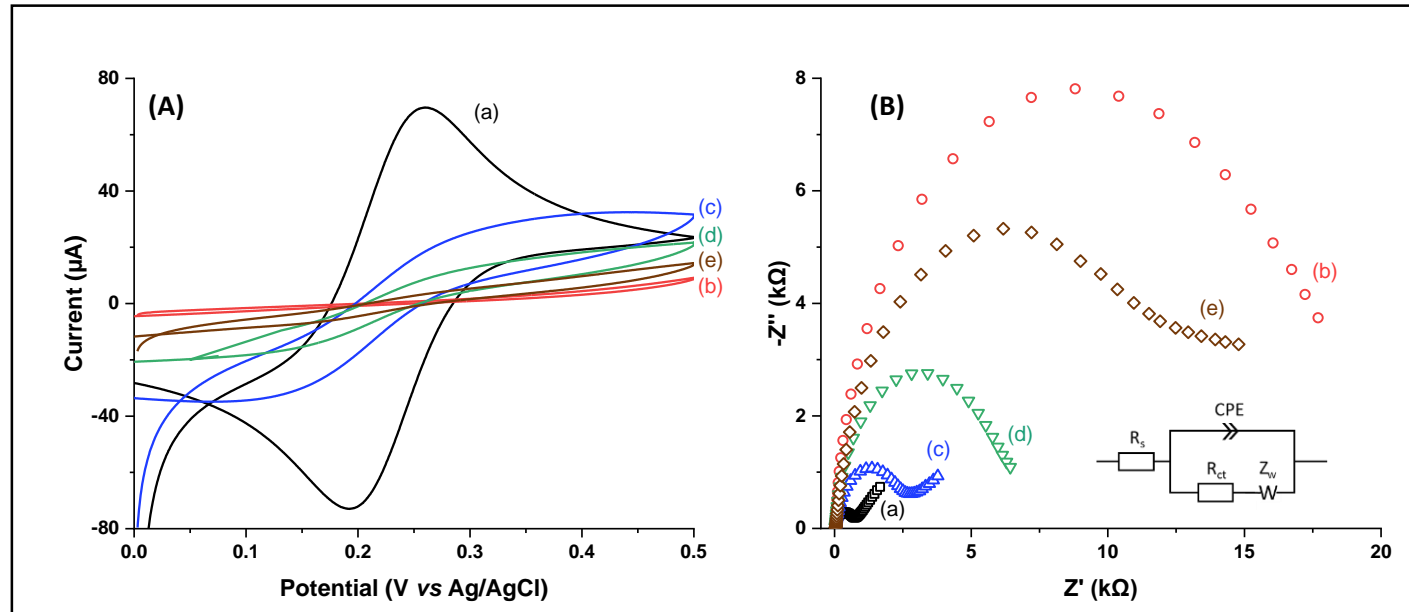 (A)
(a)
(c)
(d)
(e)
(b)
80
40
0
-40
-80
0.0 0.1 0.2 0.3 0.4 0.5
Current (µA)
Potential (V vs Ag/AgCl)
(B)
(b)
(e)
(d)
(c)
(a)
8
6
4
2
0
0 5 10 15 20
-Z" (kΩ)
Z' (kΩ)
CPE
Rs
Rct Zw
W